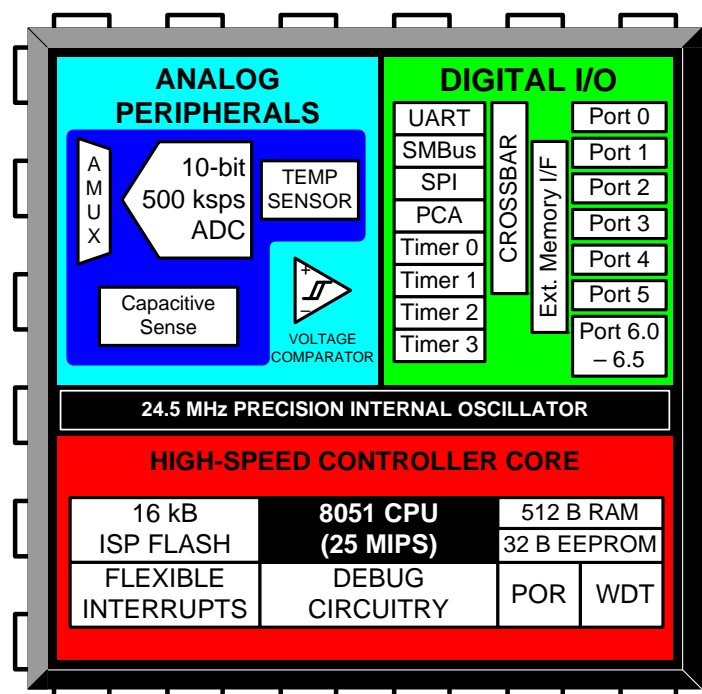 ANALOG
PERIPHERALS
A
M
U
X
10-bit
500 ksps
ADC
TEMP
SENSOR
Capacitive
Sense
+
–
VOLTAGE
COMPARATOR
DIGITAL I/O
UART
SMBus
SPI
PCA
Timer 0
Timer 1
Timer 2
Timer 3
CROSSBAR
Ext. Memory I/F
Port 0
Port 1
Port 2
Port 3
Port 4
Port 5
Port 6.0
– 6.5
24.5 MHz PRECISION INTERNAL OSCILLATOR
HIGH-SPEED CONTROLLER CORE
16 kB
ISP FLASH
8051 CPU
(25 MIPS)
512 B RAM
32 B EEPROM
FLEXIBLE
INTERRUPTS
DEBUG
CIRCUITRY
POR
WDT